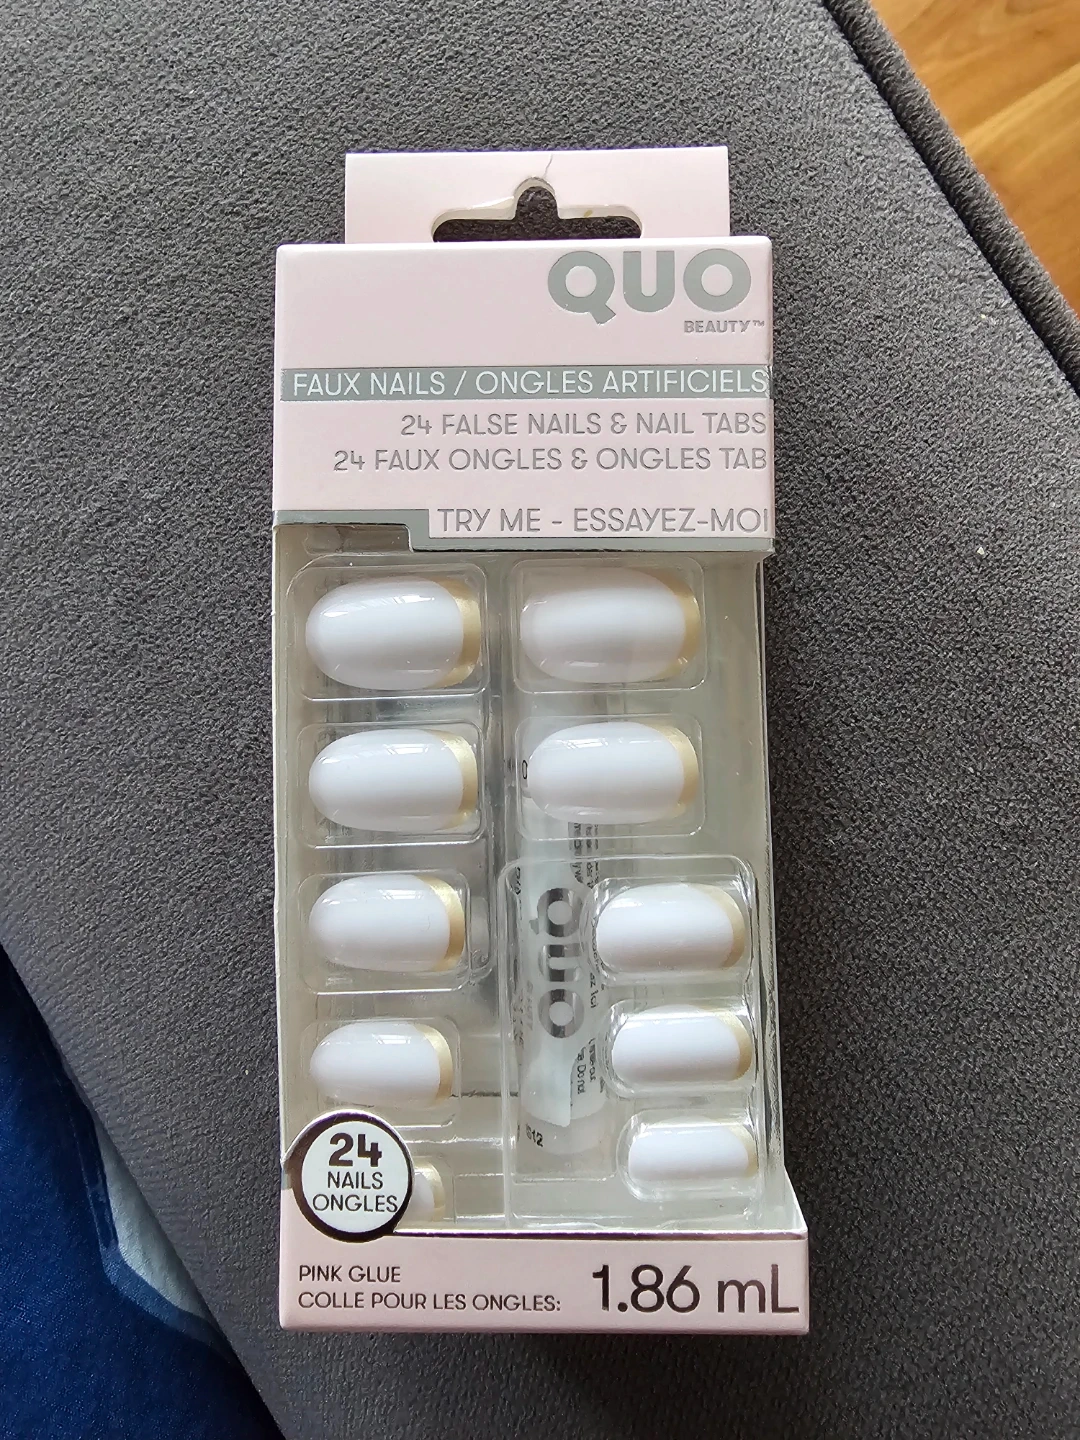 QUO
BEAUTY™
FAUX NAILS / ONGLES ARTIFICIELS
24 FALSE NAILS & NAIL TABS
24 FAUX ONGLES & ONGLES TAB
TRY ME - ESSAYEZ-MOI
QUO
24
NAILS
ONGLES
PINK GLUE
COLLE POUR LES ONGLES:
1.86 mL